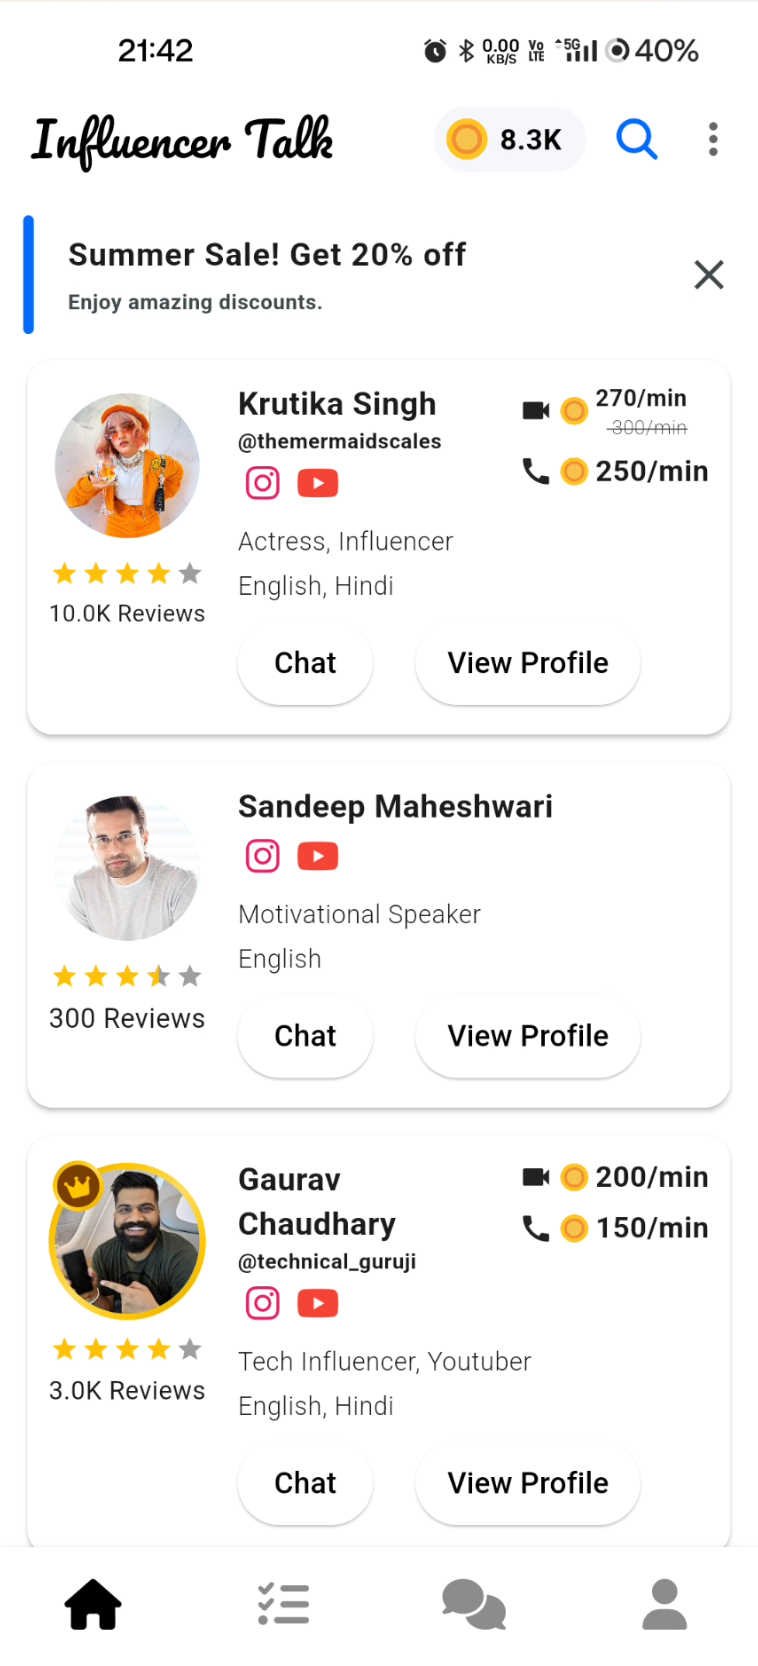 21:42
0.00 KB/S Vo LTE 5G 40%
Influencer Talk
8.3K
Summer Sale! Get 20% off
Enjoy amazing discounts.
Krutika Singh
@themermaidscales
270/min
300/min
250/min
Actress, Influencer
English, Hindi
10.0K Reviews
Chat
View Profile
Sandeep Maheshwari
Motivational Speaker
English
300 Reviews
Chat
View Profile
Gaurav
Chaudhary
@technical_guruji
200/min
150/min
Tech Influencer, Youtuber
English, Hindi
3.0K Reviews
Chat
View Profile